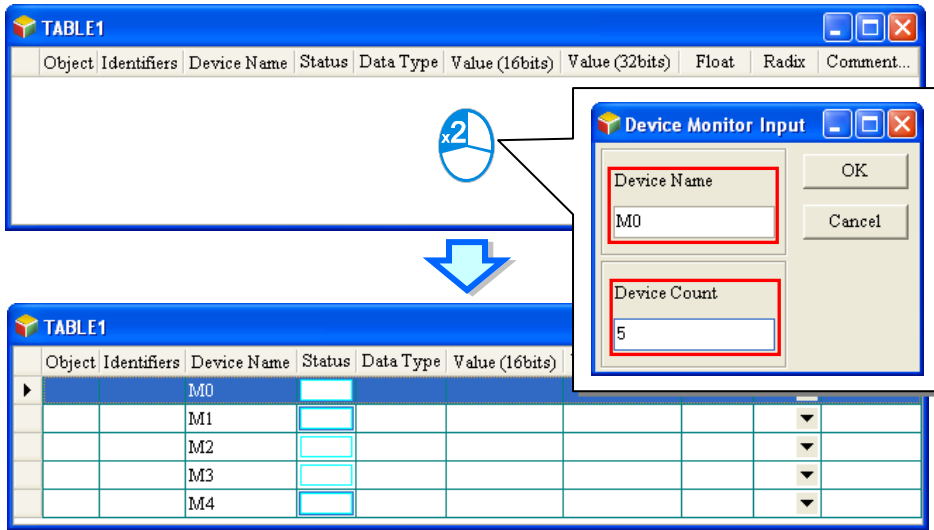 TABLE1
Object Identifiers Device Name Status Data Type Value (16bits) Value (32bits) Float Radix Comment...
x2
Device Monitor Input
Device Name
OK
M0
Cancel
Device Count
5
TABLE1
Object Identifiers Device Name Status Data Type Value (16bits)
M0
M1
M2
M3
M4